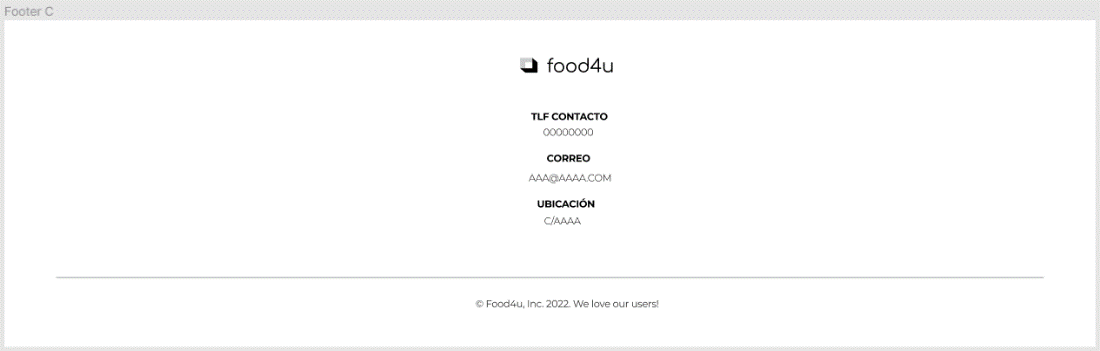 Footer C
food4u
TLF CONTACTO
00000000
CORREO
AAA@AAAA.COM
UBICACIÓN
C/AAAA
© Food4u, Inc. 2022. We love our users!